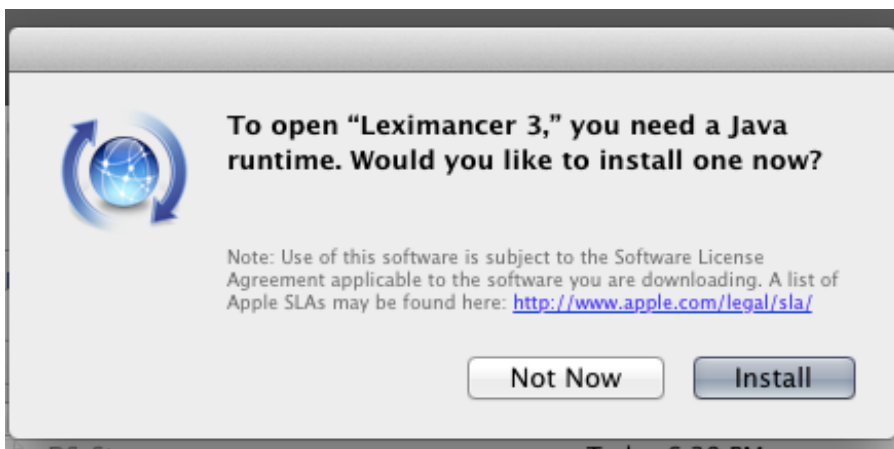 To open “Leximancer 3,” you need a Java
runtime. Would you like to install one now?
Note: Use of this software is subject to the Software License
Agreement applicable to the software you are downloading. A list of
Apple SLAs may be found here: http://www.apple.com/legal/sla/
Not Now
Install